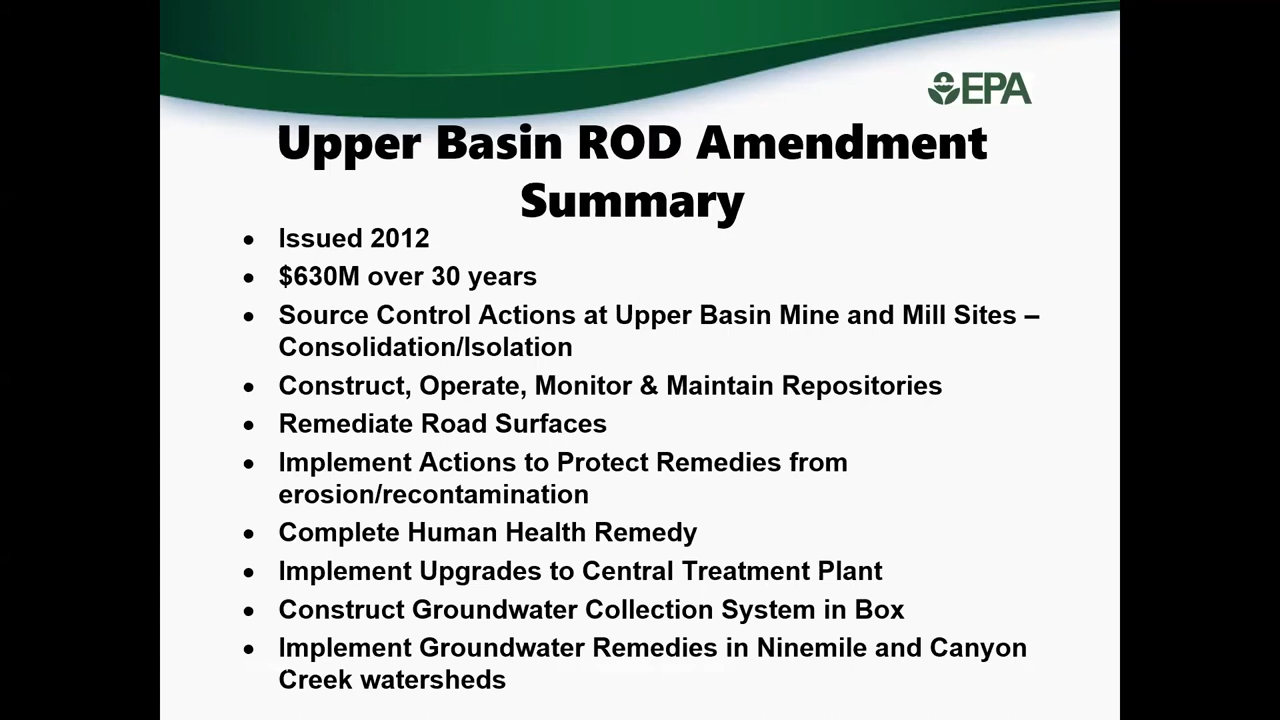 EPA
Upper Basin ROD Amendment
Summary
• Issued 2012
• $630M over 30 years
• Source Control Actions at Upper Basin Mine and Mill Sites –
Consolidation/Isolation
• Construct, Operate, Monitor & Maintain Repositories
• Remediate Road Surfaces
• Implement Actions to Protect Remedies from
erosion/recontamination
• Complete Human Health Remedy
• Implement Upgrades to Central Treatment Plant
• Construct Groundwater Collection System in Box
• Implement Groundwater Remedies in Ninemile and Canyon
Creek watersheds